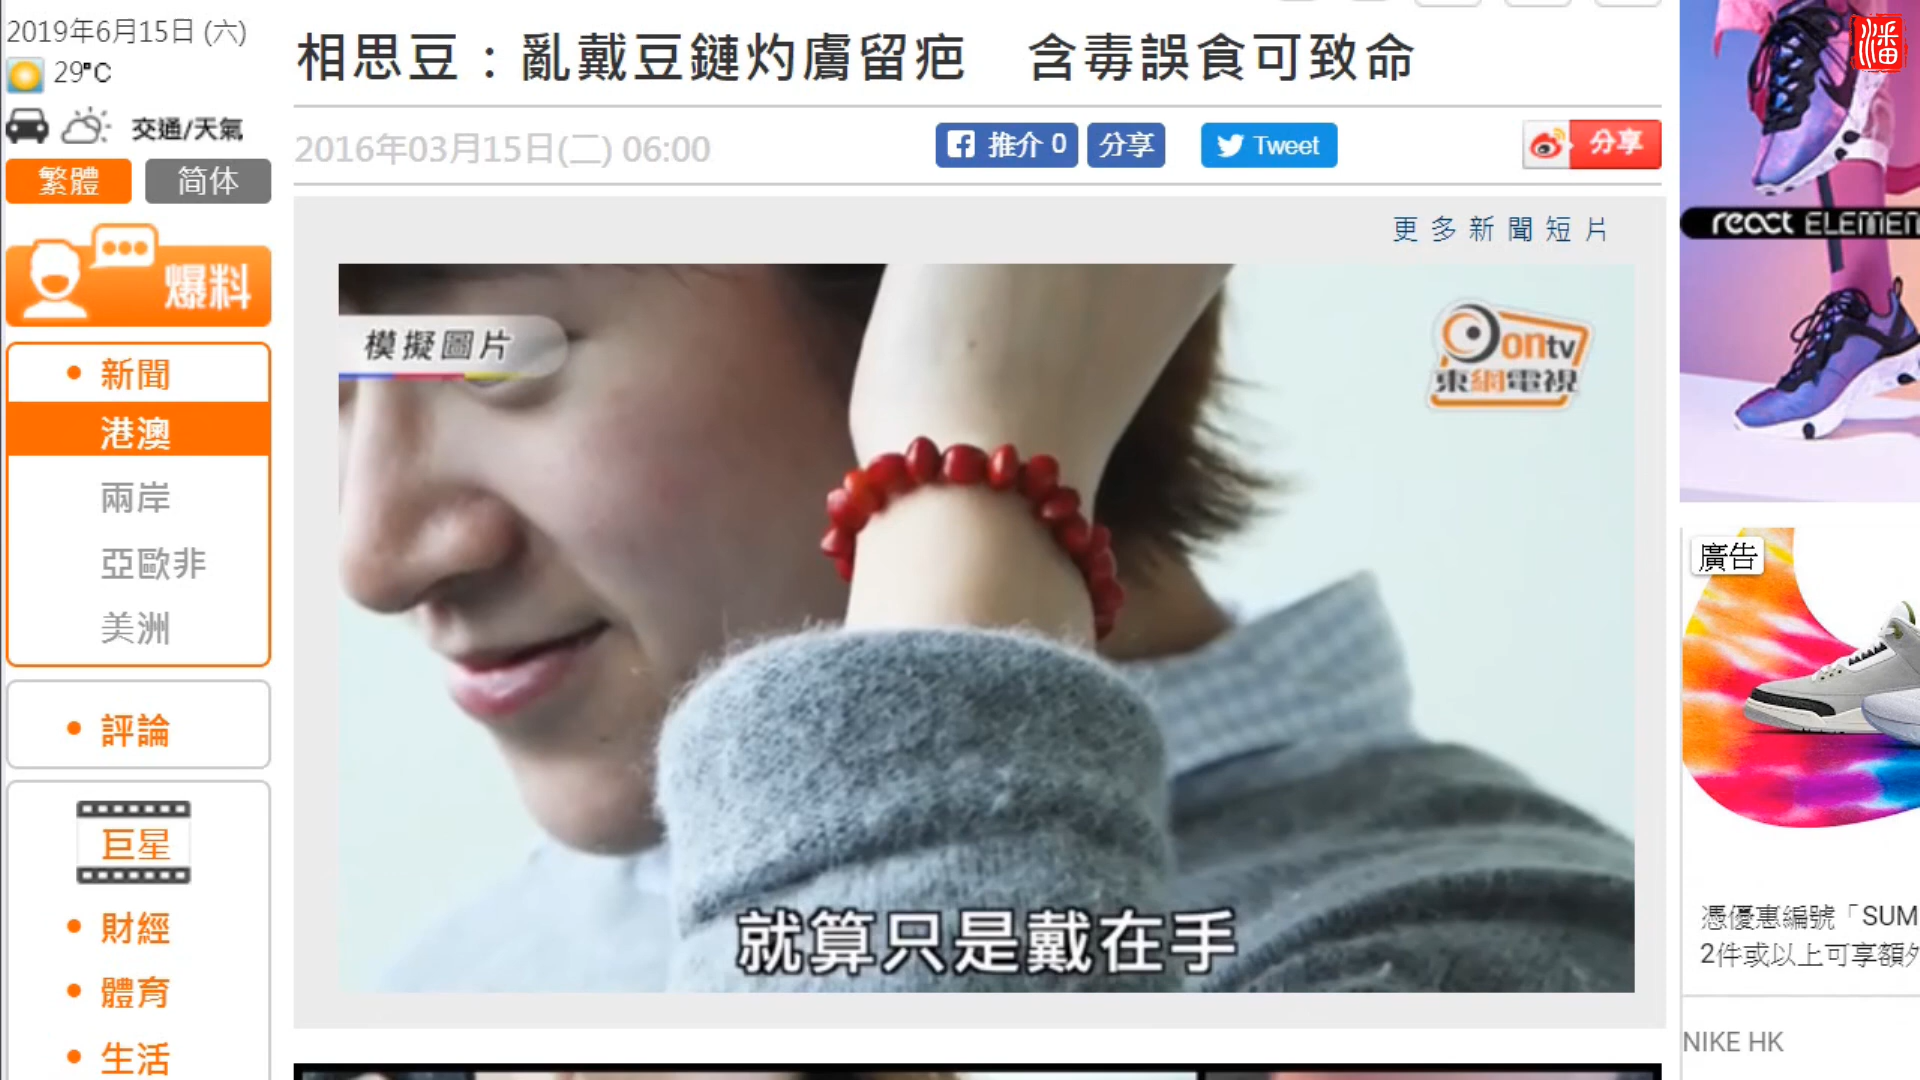 2019年6月15日 (六)
29°C
交通/天氣
繁體
简体
爆料
新聞
港澳
兩岸
亞歐非
美洲
評論
巨星
財經
體育
生活
相思豆：亂戴豆鏈灼膚留疤　含毒誤食可致命
2016年03月15日(二) 06:00
推介 0
分享
Tweet
分享
更多新聞短片
模擬圖片
ontv
東網電視
就算只是戴在手
潘
react ELEMEN
廣告
憑優惠編號「SUM
2件或以上可享額外
NIKE HK